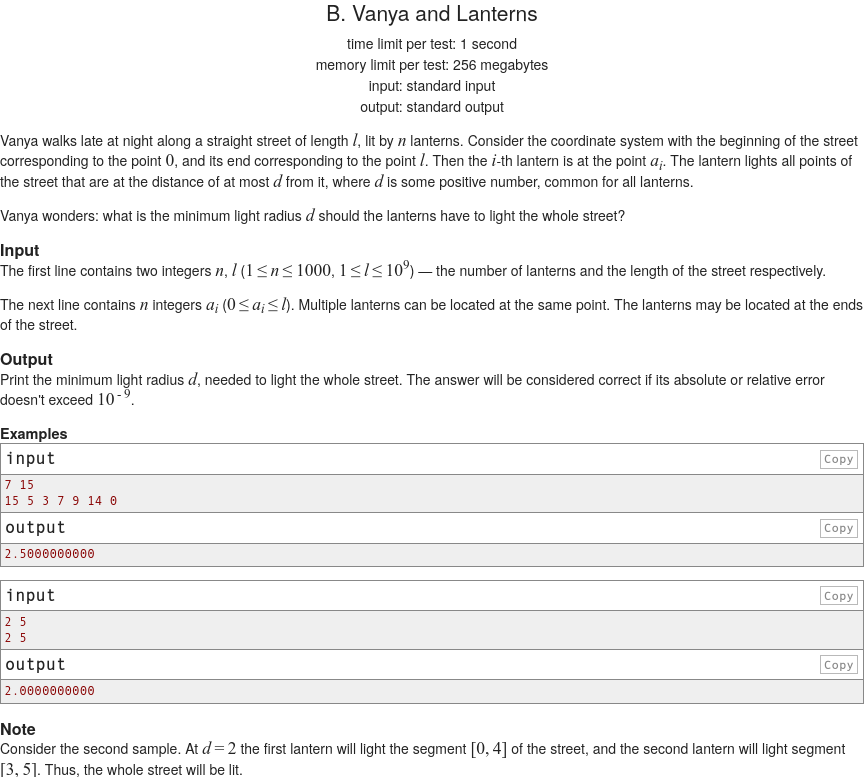 B. Vanya and Lanterns
time limit per test: 1 second
memory limit per test: 256 megabytes
input: standard input
output: standard output
Vanya walks late at night along a straight street of length l, lit by n lanterns. Consider the coordinate system with the beginning of the street
corresponding to the point 0, and its end corresponding to the point l. Then the i-th lantern is at the point aᵢ. The lantern lights all points of
the street that are at the distance of at most d from it, where d is some positive number, common for all lanterns.
Vanya wonders: what is the minimum light radius d should the lanterns have to light the whole street?
Input
The first line contains two integers n, l (1 ≤ n ≤ 1000, 1 ≤ l ≤ 10⁹) — the number of lanterns and the length of the street respectively.
The next line contains n integers aᵢ (0 ≤ aᵢ ≤ l). Multiple lanterns can be located at the same point. The lanterns may be located at the ends
of the street.
Output
Print the minimum light radius d, needed to light the whole street. The answer will be considered correct if its absolute or relative error
doesn't exceed 10⁻⁹.
Examples
input
Copy
7 15
15 5 3 7 9 14 0
output
Copy
2.5000000000
input
Copy
2 5
2 5
output
Copy
2.0000000000
Note
Consider the second sample. At d = 2 the first lantern will light the segment [0, 4] of the street, and the second lantern will light segment
[3, 5]. Thus, the whole street will be lit.